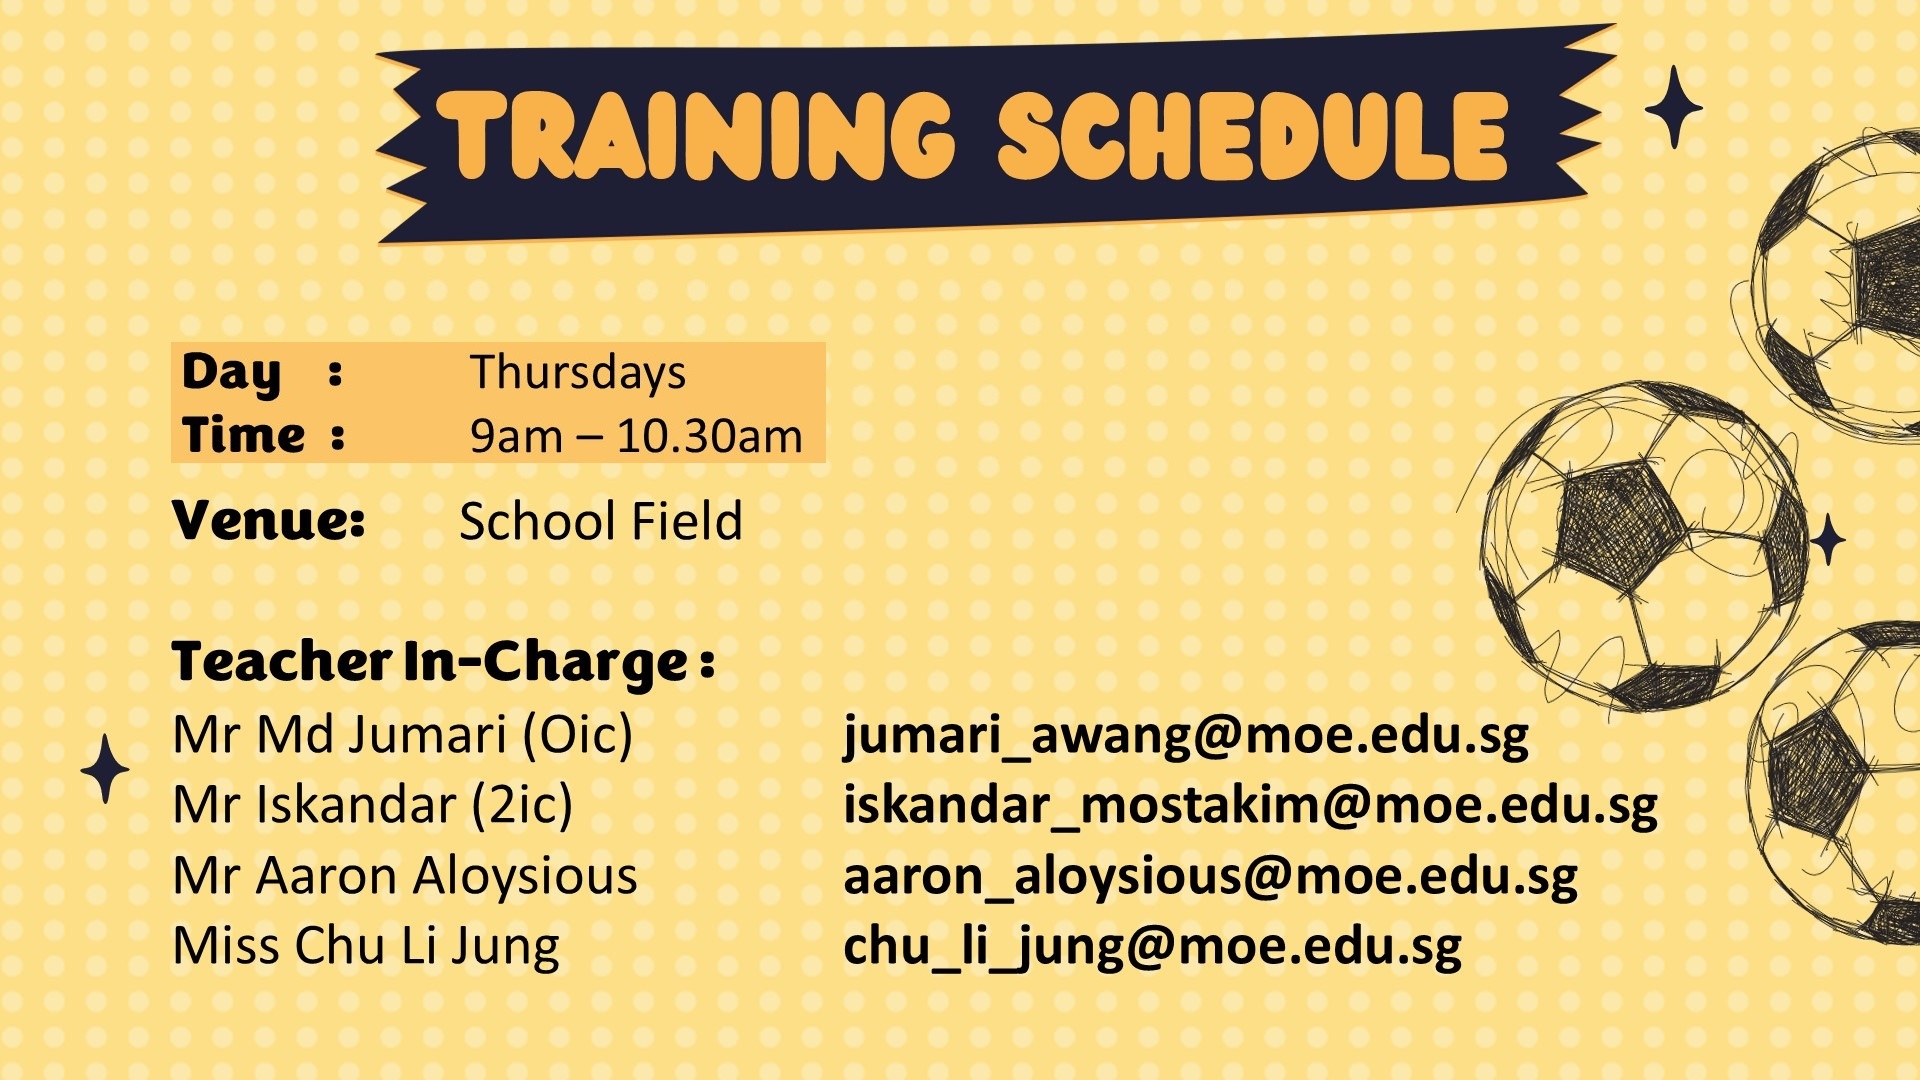 TRAINING SCHEDULE
Day : Thursdays
Time : 9am – 10.30am
Venue: School Field
Teacher In-Charge :
Mr Md Jumari (Oic) jumari_awang@moe.edu.sg
Mr Iskandar (2ic) iskandar_mostakim@moe.edu.sg
Mr Aaron Aloysious aaron_aloysious@moe.edu.sg
Miss Chu Li Jung chu_li_jung@moe.edu.sg